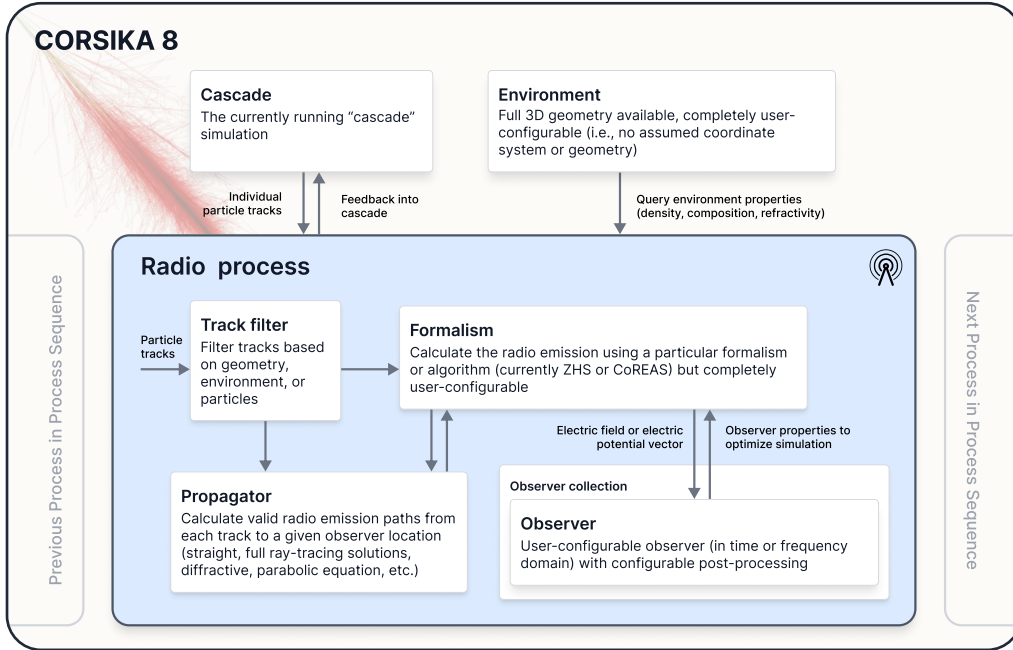 CORSIKA 8
Cascade
The currently running “cascade”
simulation
Environment
Full 3D geometry available, completely user-
configurable (i.e., no assumed coordinate
system or geometry)
Individual
particle tracks
Feedback into
cascade
Query environment properties
(density, composition, refractivity)
Previous Process in Process Sequence
Radio process
Particle
tracks
Track filter
Filter tracks based
on geometry,
environment, or
particles
Formalism
Calculate the radio emission using a particular formalism
or algorithm (currently ZHS or CoREAS) but completely
user-configurable
Electric field or electric
potential vector
Observer properties to
optimize simulation
Propagator
Calculate valid radio emission paths from
each track to a given observer location
(straight, full ray-tracing solutions,
diffractive, parabolic equation, etc.)
Observer collection
Observer
User-configurable observer (in time or frequency
domain) with configurable post-processing
Next Process in Process Sequence